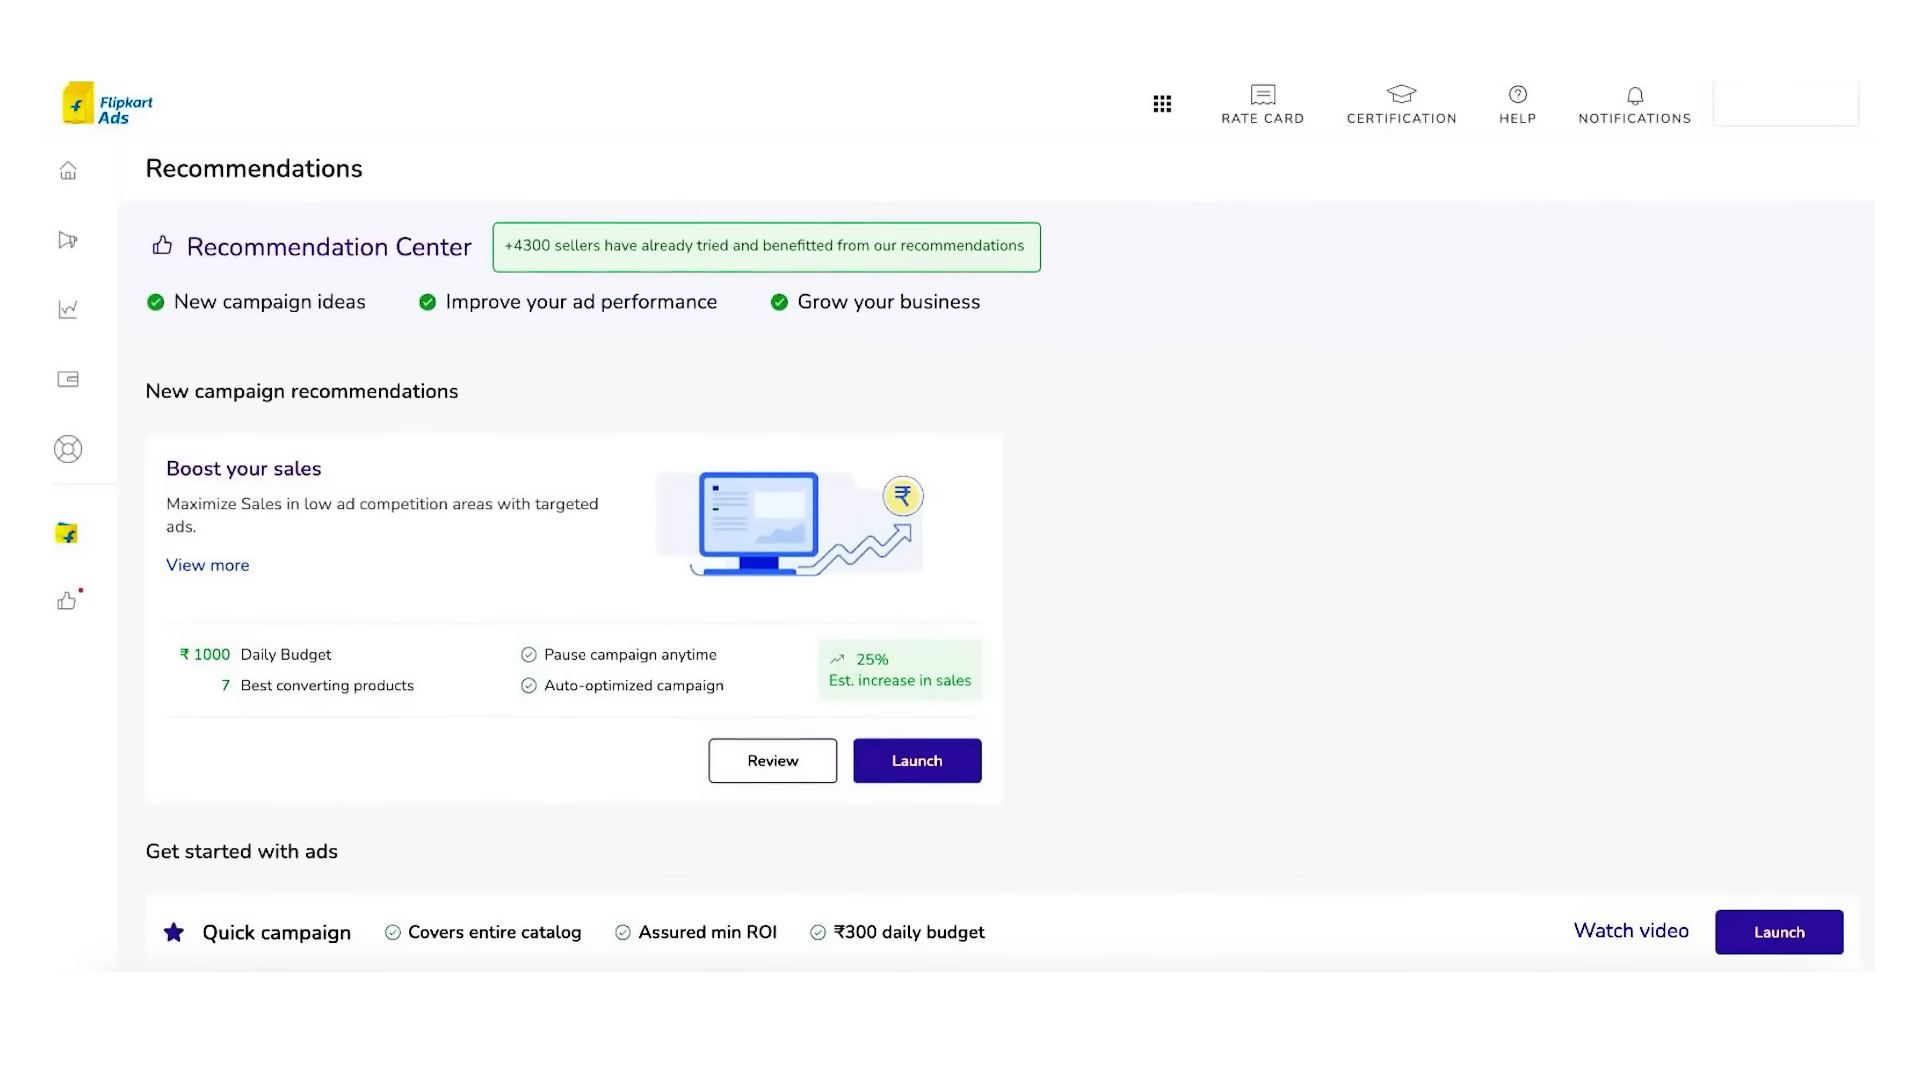 Flipkart
Ads
RATE CARD
CERTIFICATION
HELP
NOTIFICATIONS
Recommendations
Recommendation Center
+4300 sellers have already tried and benefitted from our recommendations
New campaign ideas
Improve your ad performance
Grow your business
New campaign recommendations
Boost your sales
Maximize Sales in low ad competition areas with targeted
ads.
View more
₹ 1000 Daily Budget
Pause campaign anytime
25%
7 Best converting products
Auto-optimized campaign
Est. increase in sales
Review
Launch
Get started with ads
Quick campaign
Covers entire catalog
Assured min ROI
₹300 daily budget
Watch video
Launch